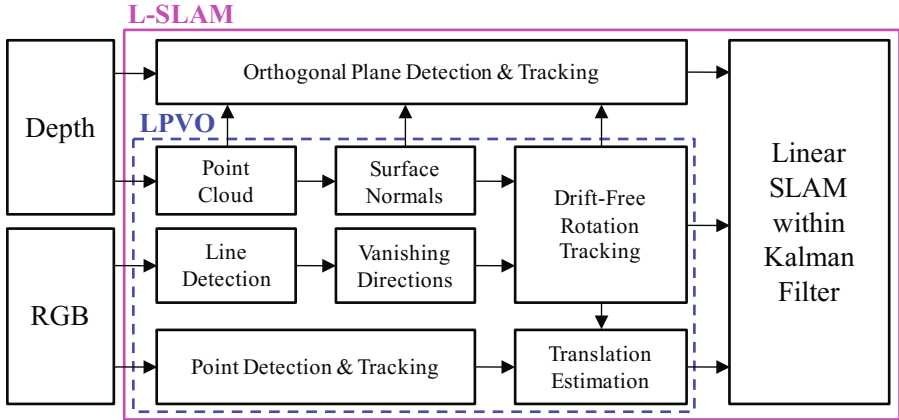 L-SLAM
Orthogonal Plane Detection & Tracking
Depth
LPVO
Point
Cloud
Surface
Normals
Drift-Free
Rotation
Tracking
Linear
SLAM
within
Kalman
Filter
Line
Detection
Vanishing
Directions
RGB
Point Detection & Tracking
Translation
Estimation